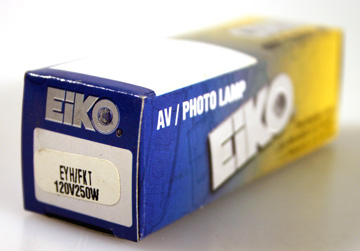 EiKO®
EYH/FKT
120V250W
AV / PHOTO LAMP
EiKO